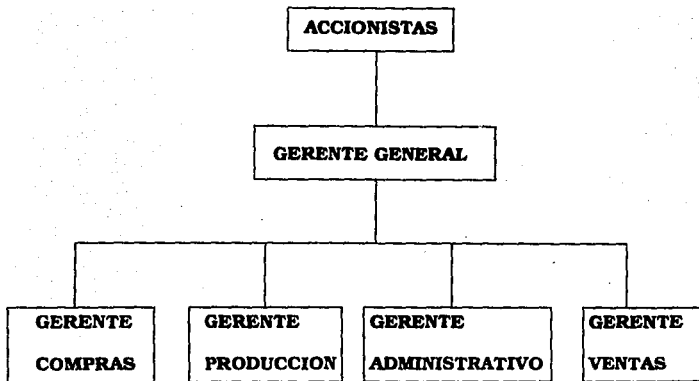 ACCIONISTAS
GERENTE GENERAL
GERENTE
COMPRAS
GERENTE
PRODUCCION
GERENTE
ADMINISTRATIVO
GERENTE
VENTAS